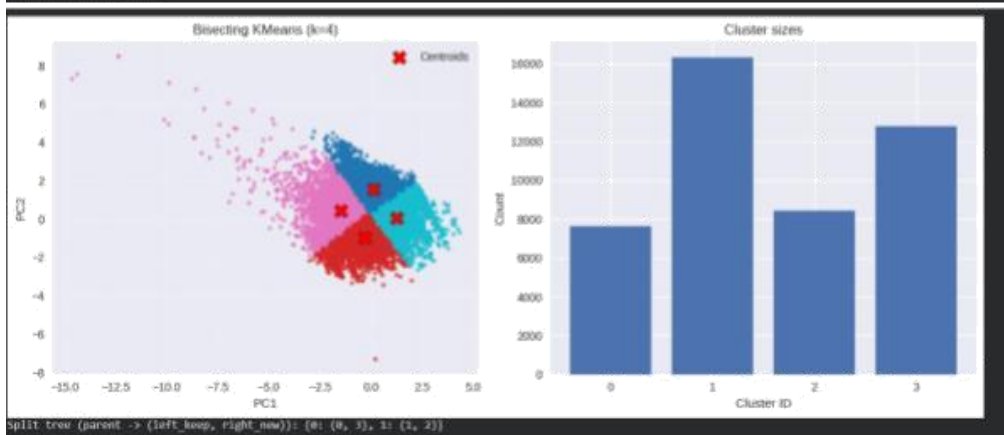 Bisecting KMeans (k=4)
Centroids
8
6
4
2
0
−2
−4
−6
−8
PC2
−15.0 −12.5 −10.0 −7.5 −5.0 −2.5 0.0 2.5 5.0
PC1
Cluster sizes
16000
14000
12000
10000
8000
6000
4000
2000
0
Count
0 1 2 3
Cluster ID
Split tree (parent -> (left_keep, right_new)): {0: (0, 3), 1: (1, 2)}